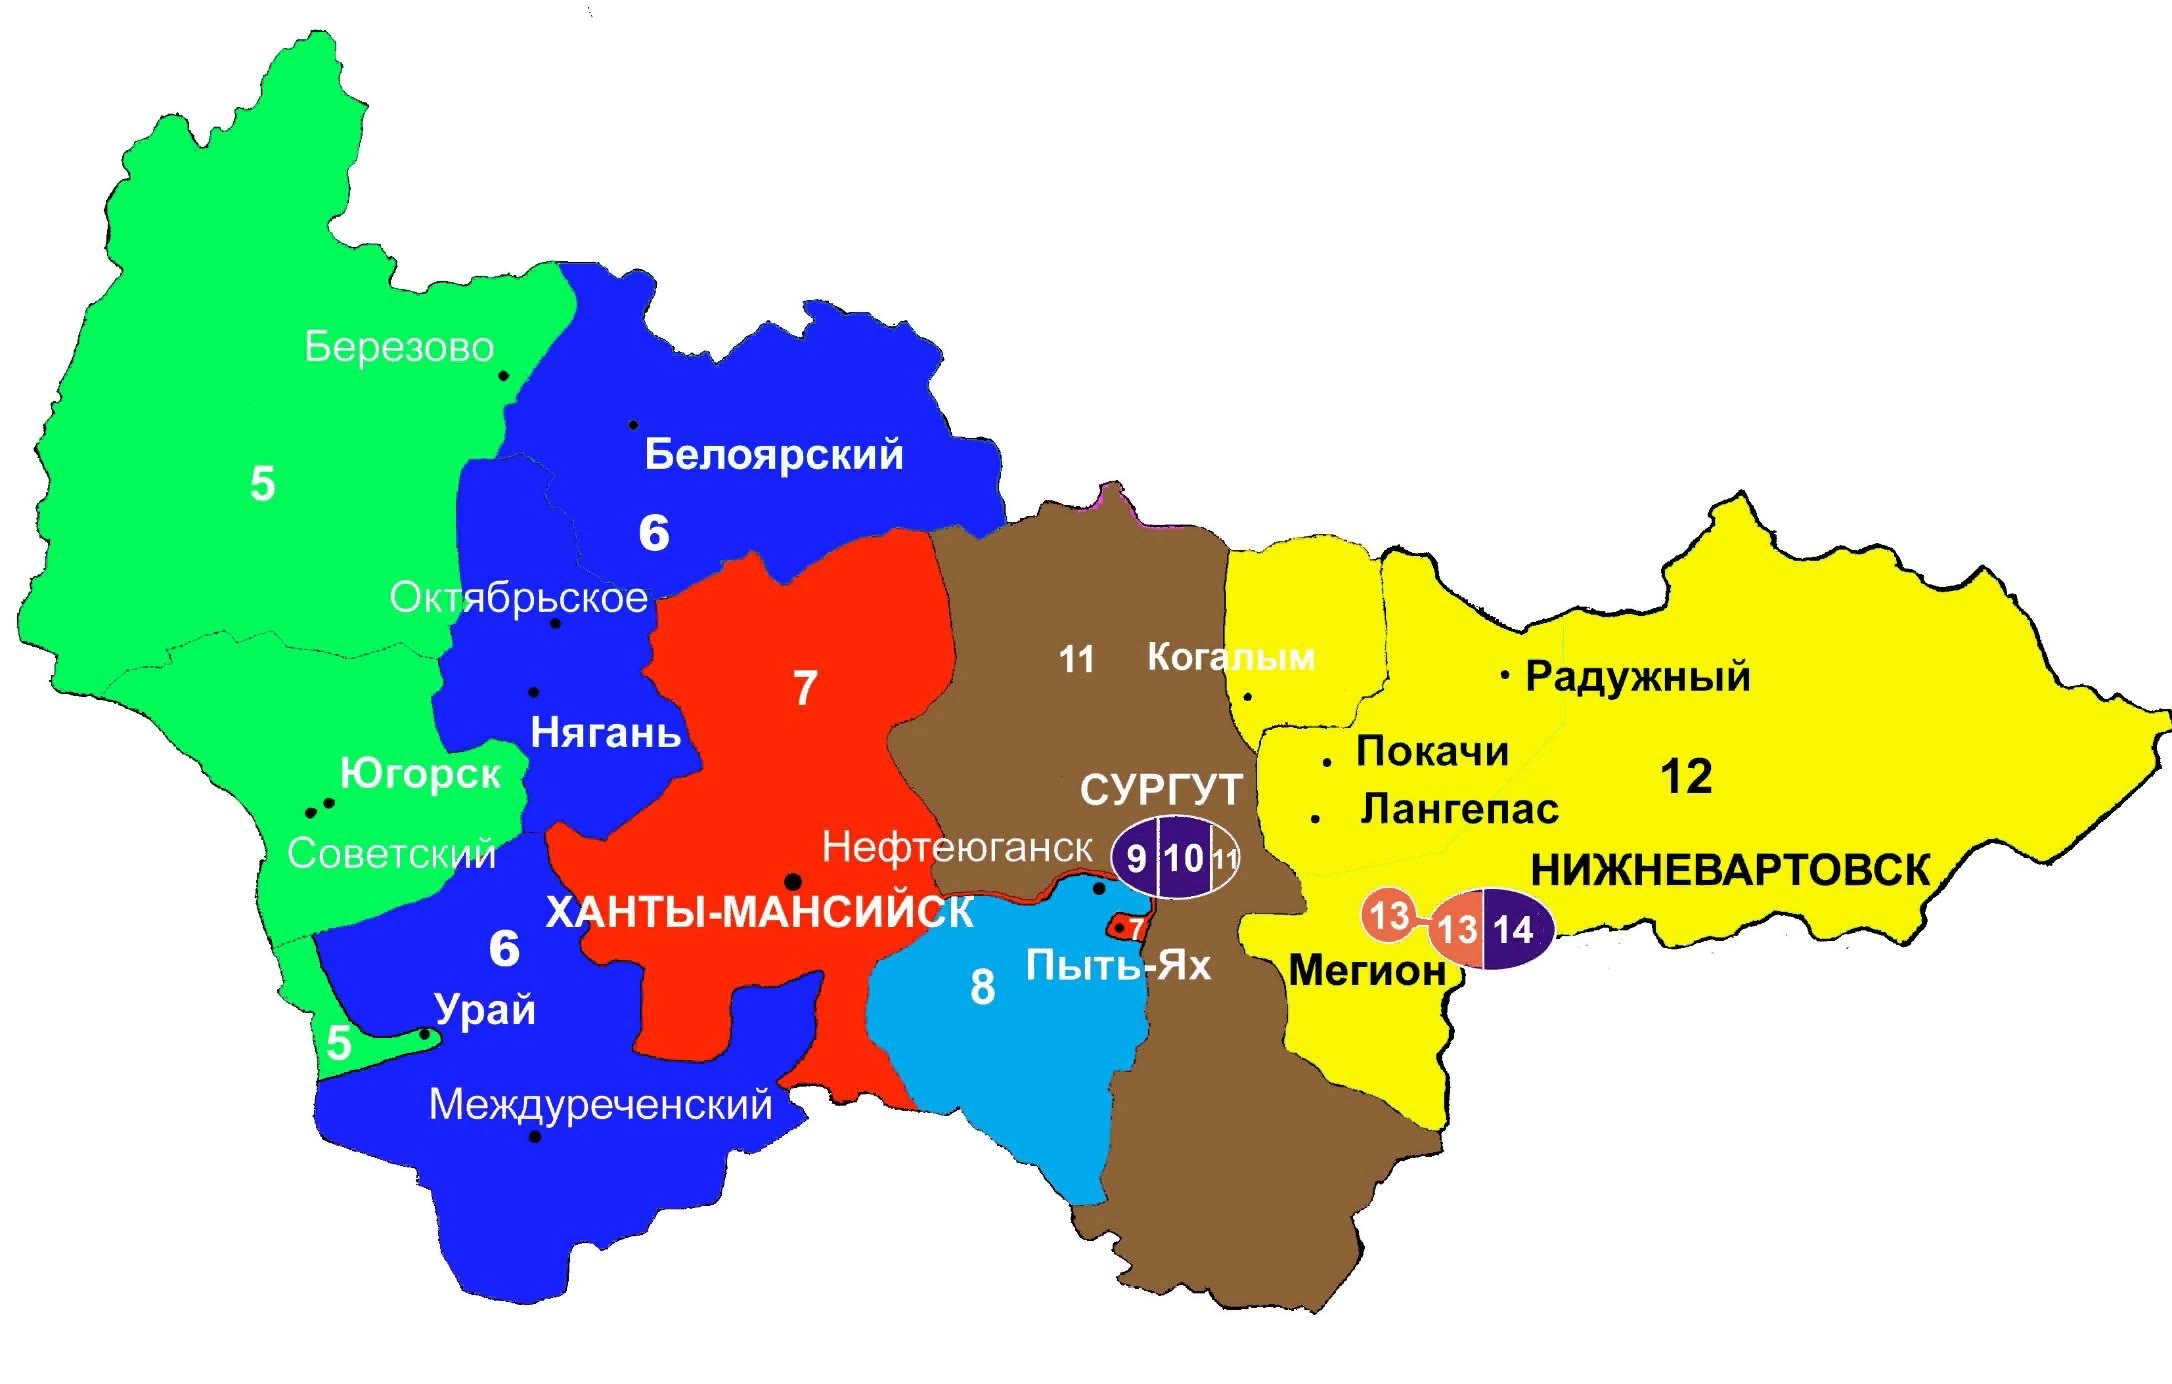 Березово
Белоярский
5
6
Октябрьское
Нягань
7
11
Когалым
Радужный
Югорск
Советский
Покачи
12
СУРГУТ
Лангепас
Нефтеюганск
9 10 11
НИЖНЕВАРТОВСК
ХАНТЫ-МАНСИЙСК
7
13
13 14
6
8
Пыть-Ях
Мегион
Урай
5
Междуреченский